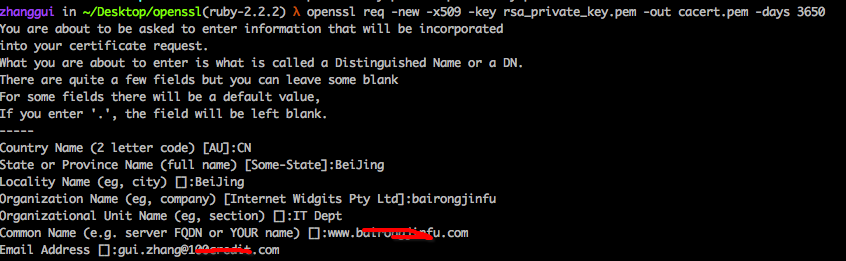 zhanggui in ~/Desktop/openssl(ruby-2.2.2) λ openssl req -new -x509 -key rsa_private_key.pem -out cacert.pem -days 3650
You are about to be asked to enter information that will be incorporated
into your certificate request.
What you are about to enter is what is called a Distinguished Name or a DN.
There are quite a few fields but you can leave some blank
For some fields there will be a default value,
If you enter '.', the field will be left blank.
-----
Country Name (2 letter code) [AU]:CN
State or Province Name (full name) [Some-State]:BeiJing
Locality Name (eg, city) []:BeiJing
Organization Name (eg, company) [Internet Widgits Pty Ltd]:bairongjinfu
Organizational Unit Name (eg, section) []:IT Dept
Common Name (e.g. server FQDN or YOUR name) []:www. .com
Email Address []:gui.zhang@ .com